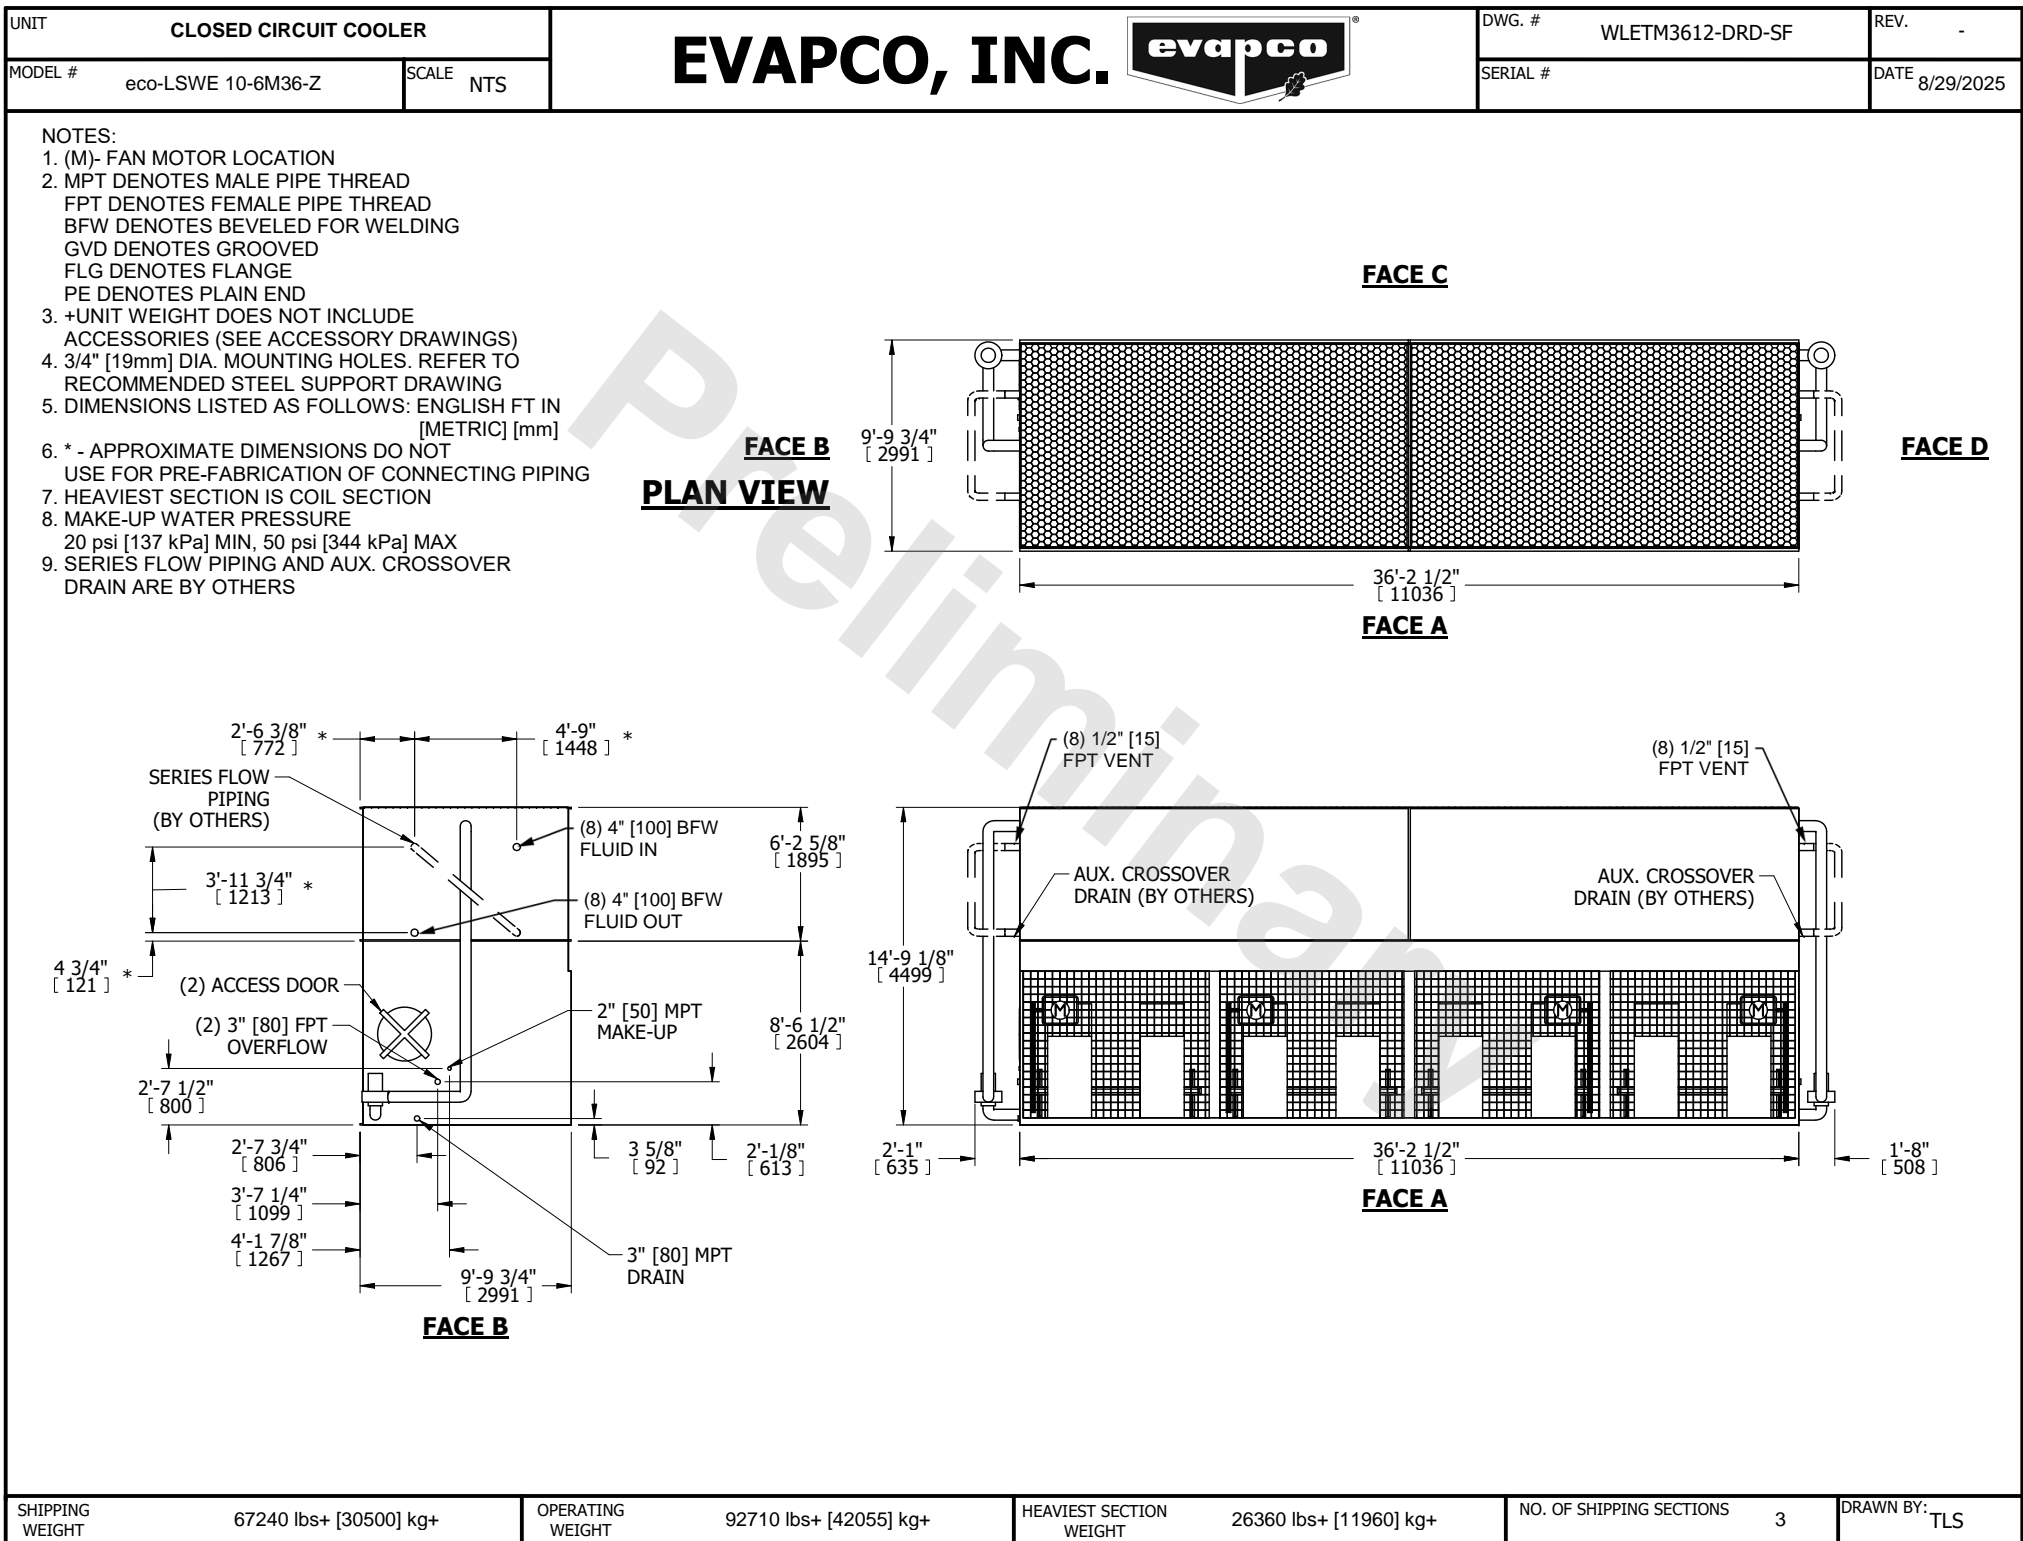 UNIT
CLOSED CIRCUIT COOLER
MODEL #
eco-LSWE 10-6M36-Z
SCALE
NTS
EVAPCO, INC.
evapco
®
DWG. #
WLETM3612-DRD-SF
REV.
-
SERIAL #
DATE
8/29/2025
NOTES:
1. (M)- FAN MOTOR LOCATION
2. MPT DENOTES MALE PIPE THREAD
FPT DENOTES FEMALE PIPE THREAD
BFW DENOTES BEVELED FOR WELDING
GVD DENOTES GROOVED
FLG DENOTES FLANGE
PE DENOTES PLAIN END
3. +UNIT WEIGHT DOES NOT INCLUDE
ACCESSORIES (SEE ACCESSORY DRAWINGS)
4. 3/4" [19mm] DIA. MOUNTING HOLES. REFER TO
RECOMMENDED STEEL SUPPORT DRAWING
5. DIMENSIONS LISTED AS FOLLOWS: ENGLISH FT IN
[METRIC] [mm]
6. * - APPROXIMATE DIMENSIONS DO NOT
USE FOR PRE-FABRICATION OF CONNECTING PIPING
7. HEAVIEST SECTION IS COIL SECTION
8. MAKE-UP WATER PRESSURE
20 psi [137 kPa] MIN, 50 psi [344 kPa] MAX
9. SERIES FLOW PIPING AND AUX. CROSSOVER
DRAIN ARE BY OTHERS
Preliminary
FACE C
FACE B
PLAN VIEW
9'-9 3/4"
[ 2991 ]
FACE D
36'-2 1/2"
[ 11036 ]
FACE A
2'-6 3/8" *
[ 772 ]
4'-9" *
[ 1448 ]
SERIES FLOW
PIPING
(BY OTHERS)
(8) 4" [100] BFW
FLUID IN
6'-2 5/8"
[ 1895 ]
3'-11 3/4" *
[ 1213 ]
(8) 4" [100] BFW
FLUID OUT
4 3/4" *
[ 121 ]
(2) ACCESS DOOR
(2) 3" [80] FPT
OVERFLOW
2" [50] MPT
MAKE-UP
8'-6 1/2"
[ 2604 ]
2'-7 1/2"
[ 800 ]
2'-7 3/4"
[ 806 ]
3 5/8"
[ 92 ]
2'-1/8"
[ 613 ]
3'-7 1/4"
[ 1099 ]
4'-1 7/8"
[ 1267 ]
3" [80] MPT
DRAIN
9'-9 3/4"
[ 2991 ]
FACE B
(8) 1/2" [15]
FPT VENT
(8) 1/2" [15]
FPT VENT
AUX. CROSSOVER
DRAIN (BY OTHERS)
AUX. CROSSOVER
DRAIN (BY OTHERS)
14'-9 1/8"
[ 4499 ]
M
M
M
M
2'-1"
[ 635 ]
36'-2 1/2"
[ 11036 ]
1'-8"
[ 508 ]
FACE A
SHIPPING
WEIGHT
67240 lbs+ [30500] kg+
OPERATING
WEIGHT
92710 lbs+ [42055] kg+
HEAVIEST SECTION
WEIGHT
26360 lbs+ [11960] kg+
NO. OF SHIPPING SECTIONS
3
DRAWN BY:
TLS